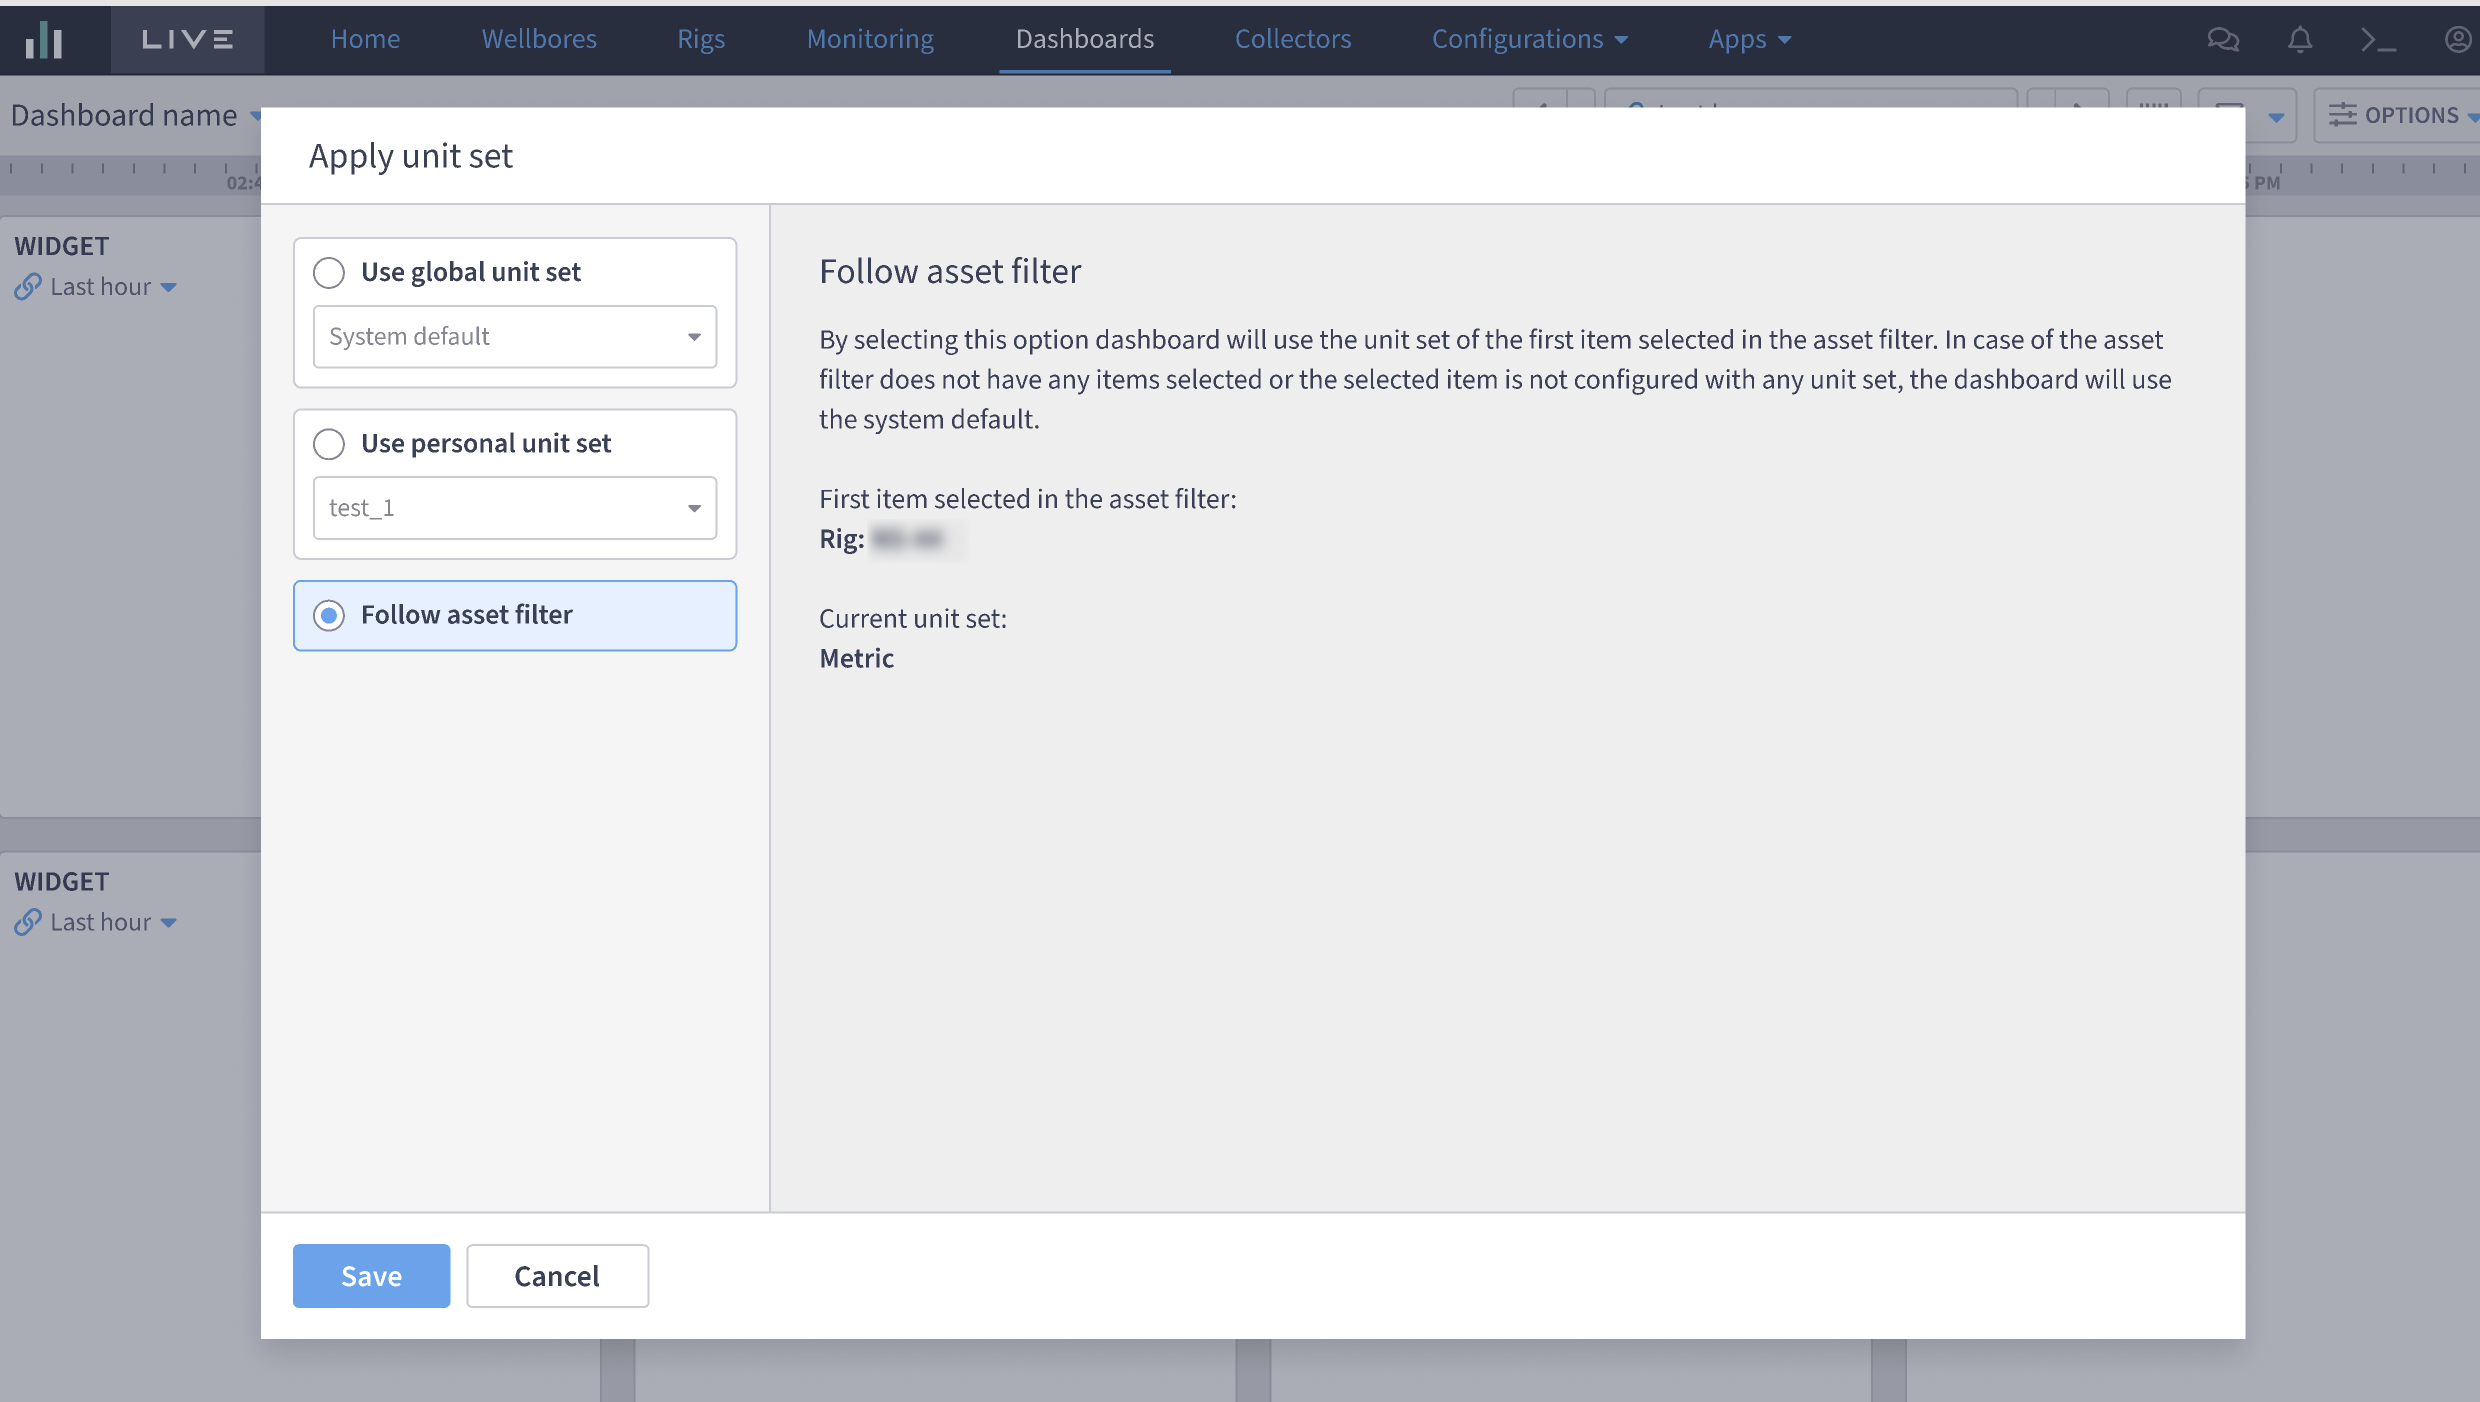 LIVE Home Wellbores Rigs Monitoring Dashboards Collectors Configurations Apps
Dashboard name
OPTIONS
02:4
PM
Apply unit set
WIDGET
Last hour
Use global unit set
System default
Use personal unit set
test_1
Follow asset filter
Follow asset filter
By selecting this option dashboard will use the unit set of the first item selected in the asset filter. In case of the asset
filter does not have any items selected or the selected item is not configured with any unit set, the dashboard will use
the system default.
First item selected in the asset filter:
Rig:
Current unit set:
Metric
WIDGET
Last hour
Save Cancel